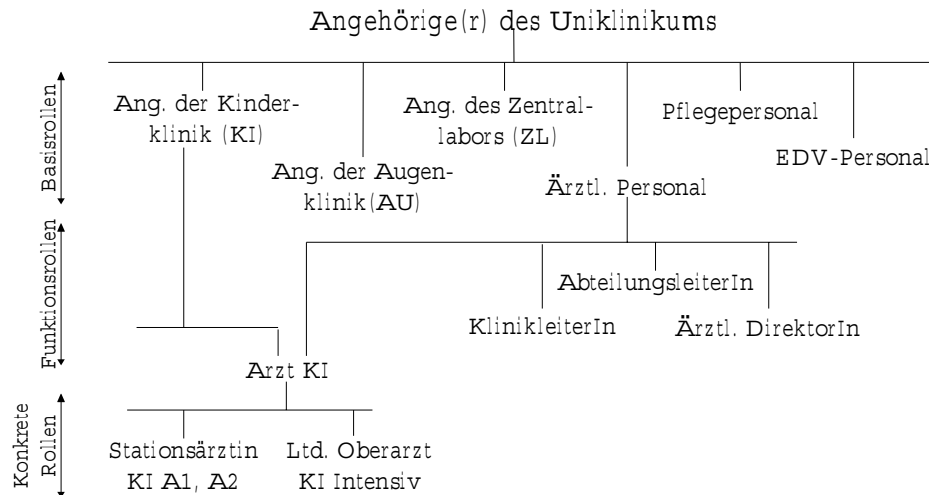 Angehörige(r) des Uniklinikums
Basisrollen
Ang. der Kinder-
klinik (KI)
Ang. der Augen-
klinik(AU)
Ang. des Zentral-
labors (ZL)
Ärztl. Personal
Pflegepersonal
EDV-Personal
Funktionsrollen
AbteilungsleiterIn
KlinikleiterIn
Ärztl. DirektorIn
Arzt KI
Konkrete
Rollen
Stationsärztin
KI A1, A2
Ltd. Oberarzt
KI Intensiv